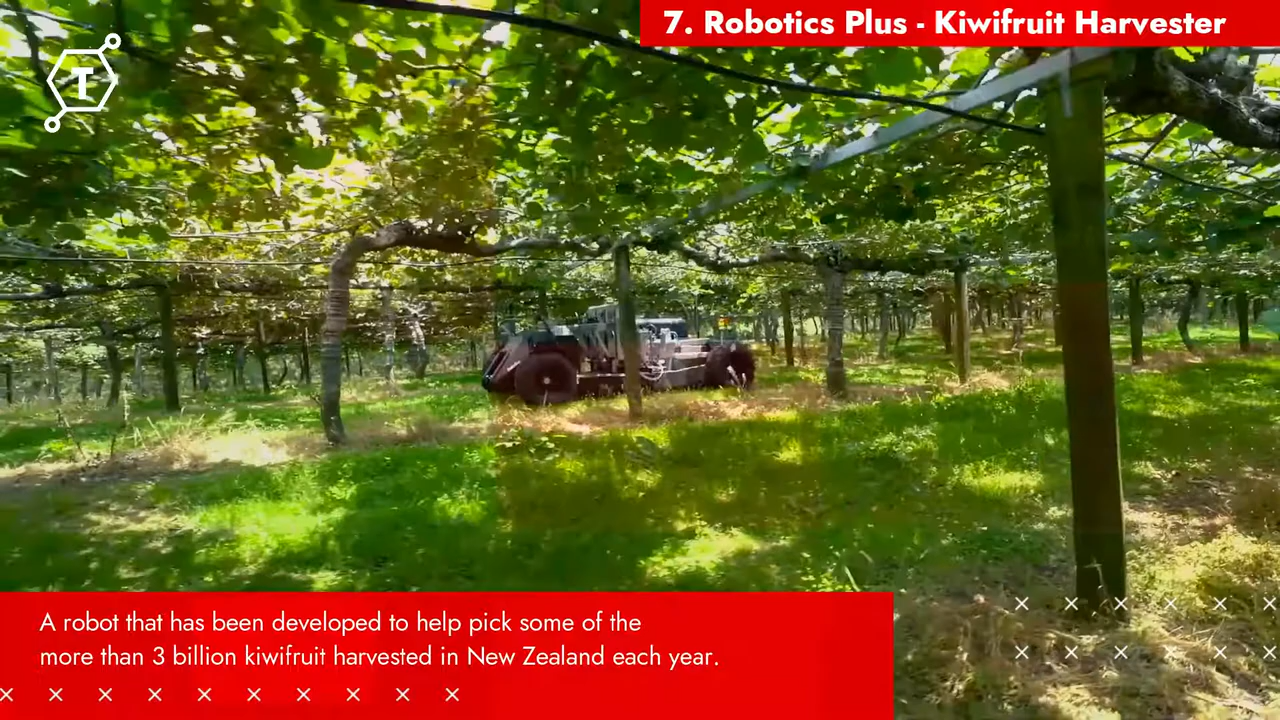 7. Robotics Plus - Kiwifruit Harvester
T
A robot that has been developed to help pick some of the
more than 3 billion kiwifruit harvested in New Zealand each year.